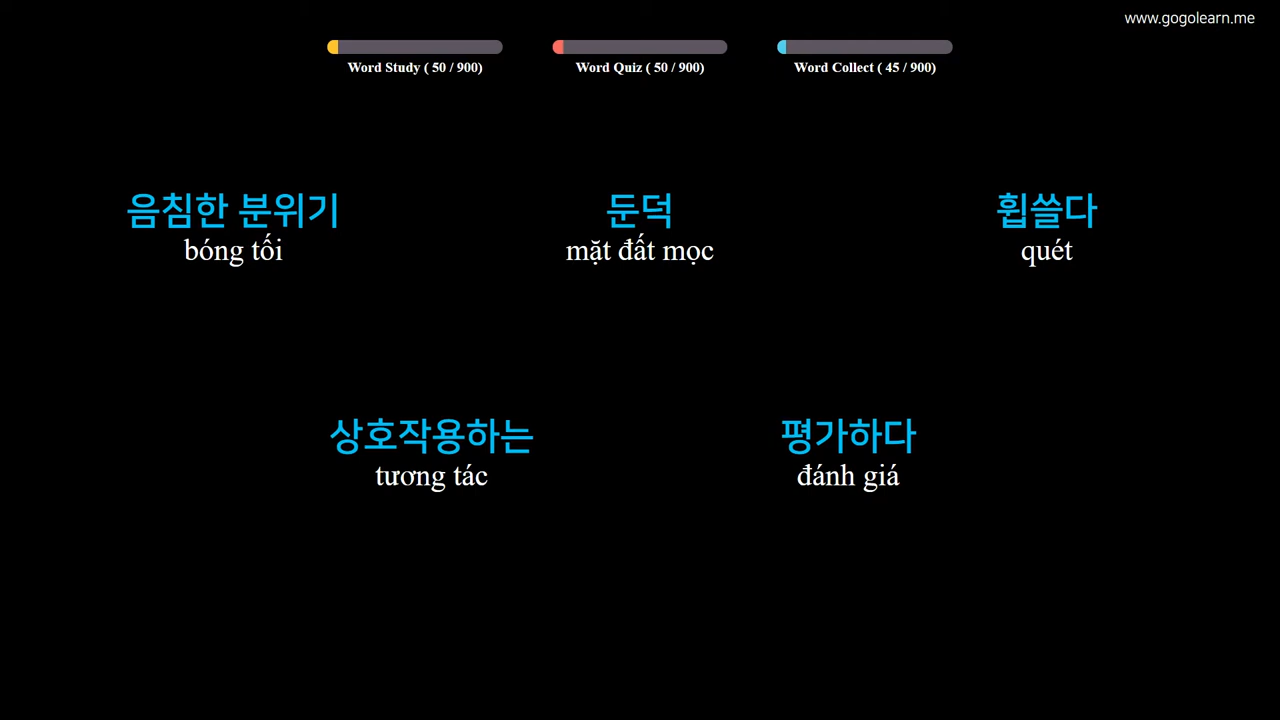 www.gogolearn.me
Word Study ( 50 / 900)
Word Quiz ( 50 / 900)
Word Collect ( 45 / 900)
음침한 분위기
bóng tối
둔덕
mặt đất mọc
휩쓸다
quét
상호작용하는
tương tác
평가하다
đánh giá